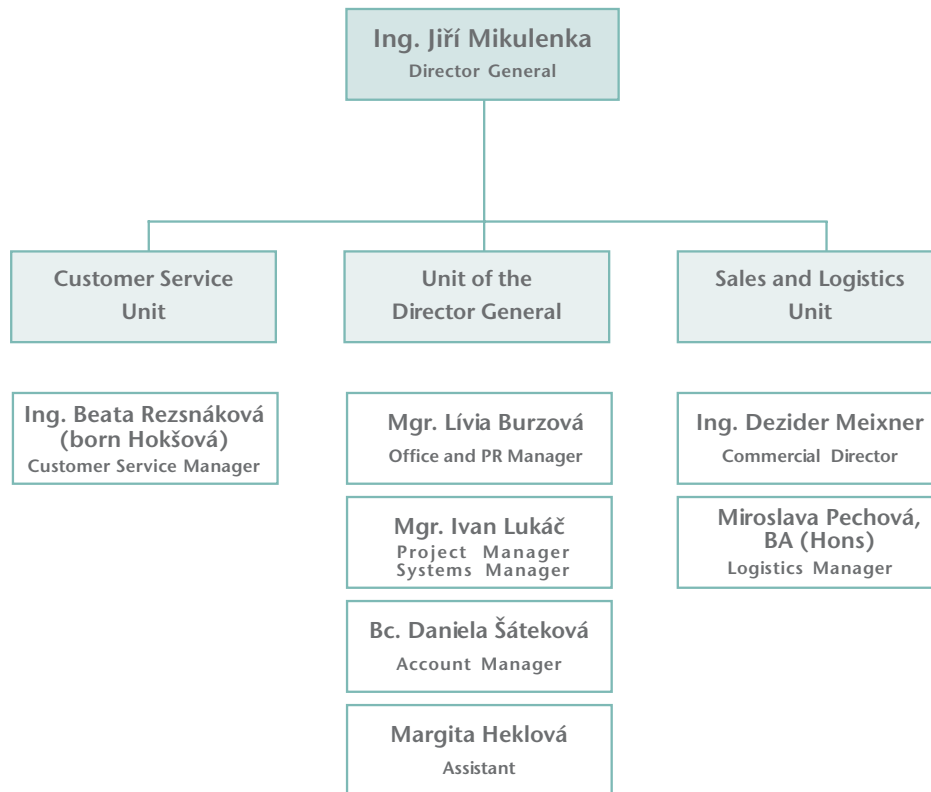 Ing. Jiří Mikulenka
Director General
Customer Service
Unit
Unit of the
Director General
Sales and Logistics
Unit
Ing. Beata Rezsnáková
(born Hokšová)
Customer Service Manager
Mgr. Lívia Burzová
Office and PR Manager
Mgr. Ivan Lukáč
Project Manager
Systems Manager
Bc. Daniela Šáteková
Account Manager
Margita Heklová
Assistant
Ing. Dezider Meixner
Commercial Director
Miroslava Pechová,
BA (Hons)
Logistics Manager